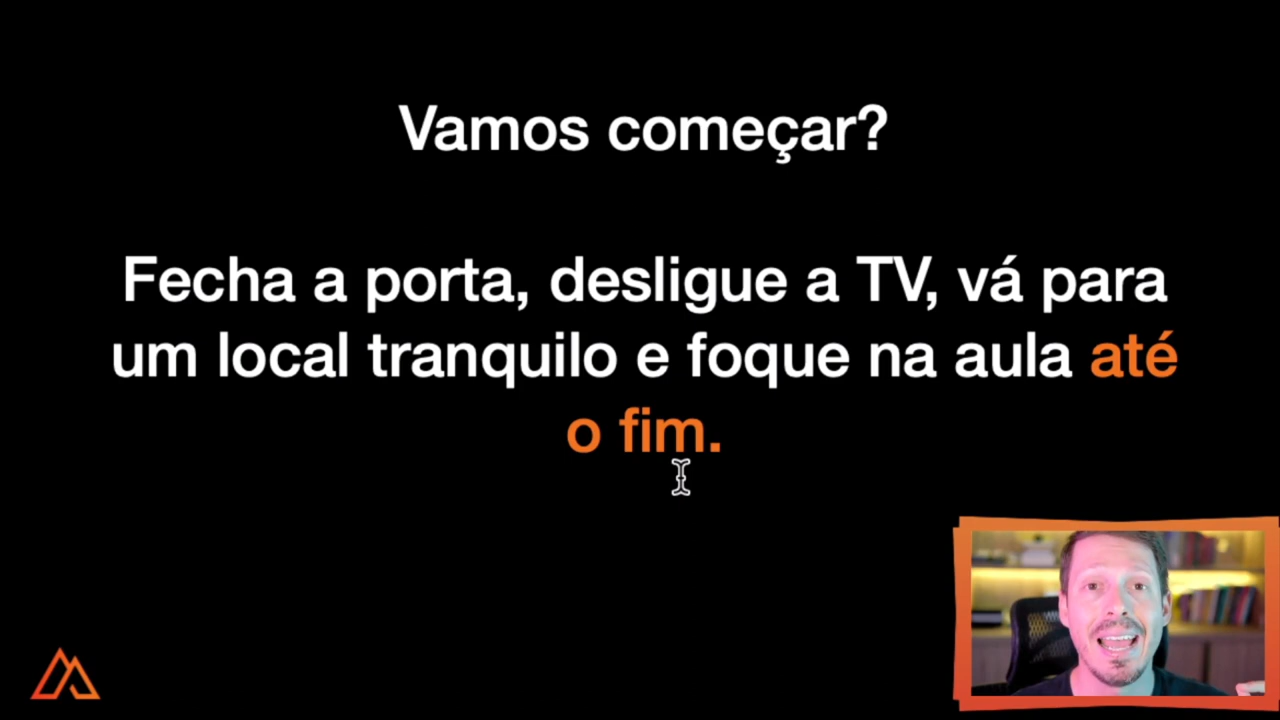 Vamos começar?
Fecha a porta, desligue a TV, vá para
um local tranquilo e foque na aula até
o fim.